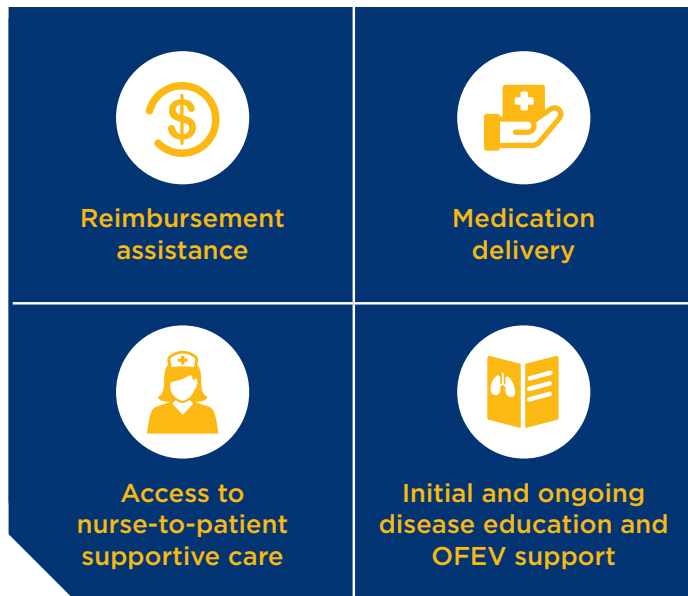 Reimbursement
assistance
Medication
delivery
Access to
nurse-to-patient
supportive care
Initial and ongoing
disease education and
OFEV support